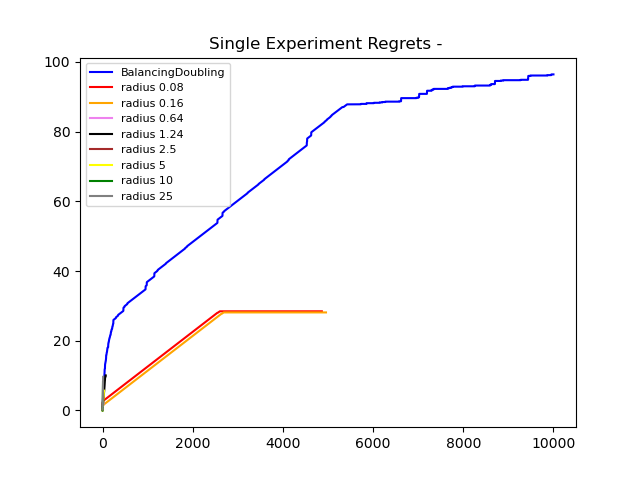 Single Experiment Regrets -
100
80
60
40
20
0
BalancingDoubling
radius 0.08
radius 0.16
radius 0.64
radius 1.24
radius 2.5
radius 5
radius 10
radius 25
0 2000 4000 6000 8000 10000